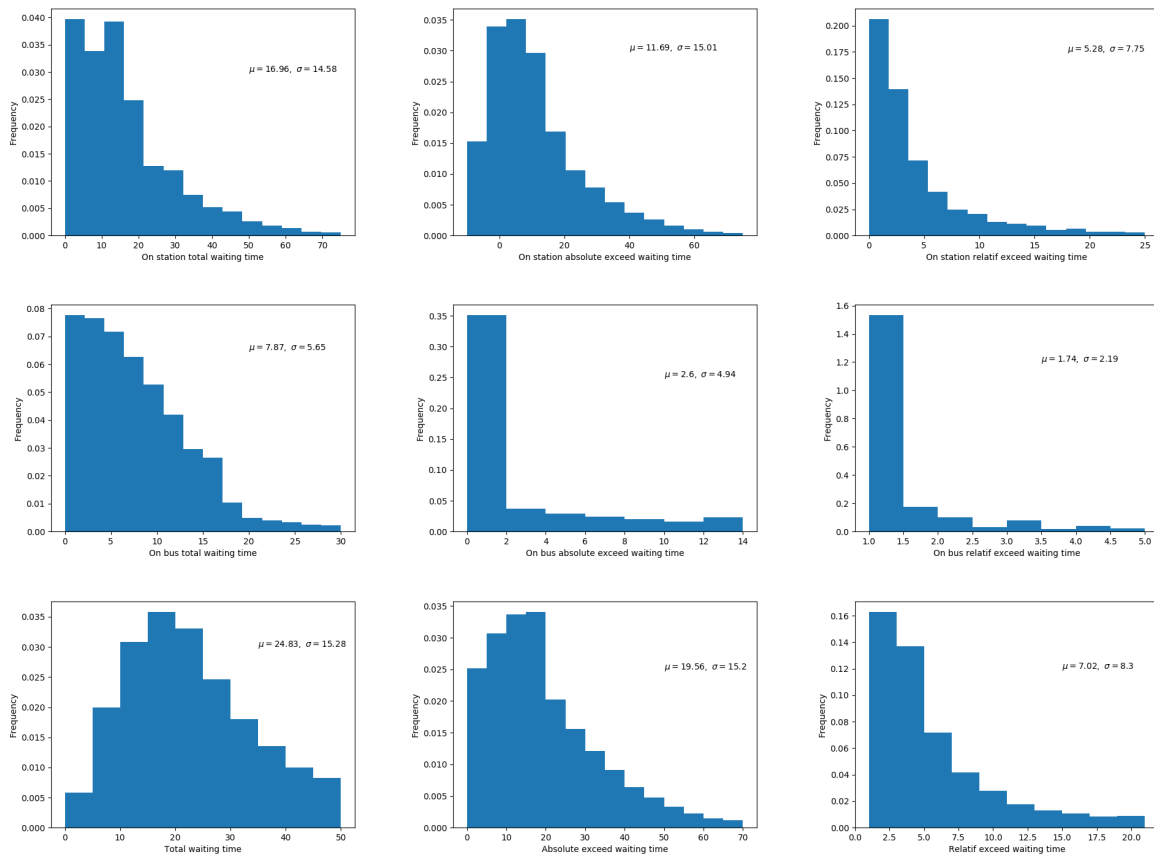 0.040
0.035
0.030
0.025
0.020
0.015
0.010
0.005
0.000
Frequency
μ = 16.96, σ = 14.58
0 10 20 30 40 50 60 70
On station total waiting time
0.035
0.030
0.025
0.020
0.015
0.010
0.005
0.000
Frequency
μ = 11.69, σ = 15.01
0 20 40 60
On station absolute exceed waiting time
0.200
0.175
0.150
0.125
0.100
0.075
0.050
0.025
0.000
Frequency
μ = 5.28, σ = 7.75
0 5 10 15 20 25
On station relatif exceed waiting time
0.08
0.07
0.06
0.05
0.04
0.03
0.02
0.01
0.00
Frequency
μ = 7.87, σ = 5.65
0 5 10 15 20 25 30
On bus total waiting time
0.35
0.30
0.25
0.20
0.15
0.10
0.05
0.00
Frequency
μ = 2.6, σ = 4.94
0 2 4 6 8 10 12 14
On bus absolute exceed waiting time
1.6
1.4
1.2
1.0
0.8
0.6
0.4
0.2
0.0
Frequency
μ = 1.74, σ = 2.19
1.0 1.5 2.0 2.5 3.0 3.5 4.0 4.5 5.0
On bus relatif exceed waiting time
0.035
0.030
0.025
0.020
0.015
0.010
0.005
0.000
Frequency
μ = 24.83, σ = 15.28
0 10 20 30 40 50
Total waiting time
0.035
0.030
0.025
0.020
0.015
0.010
0.005
0.000
Frequency
μ = 19.56, σ = 15.2
0 10 20 30 40 50 60 70
Absolute exceed waiting time
0.16
0.14
0.12
0.10
0.08
0.06
0.04
0.02
0.00
Frequency
μ = 7.02, σ = 8.3
0.0 2.5 5.0 7.5 10.0 12.5 15.0 17.5 20.0
Relatif exceed waiting time